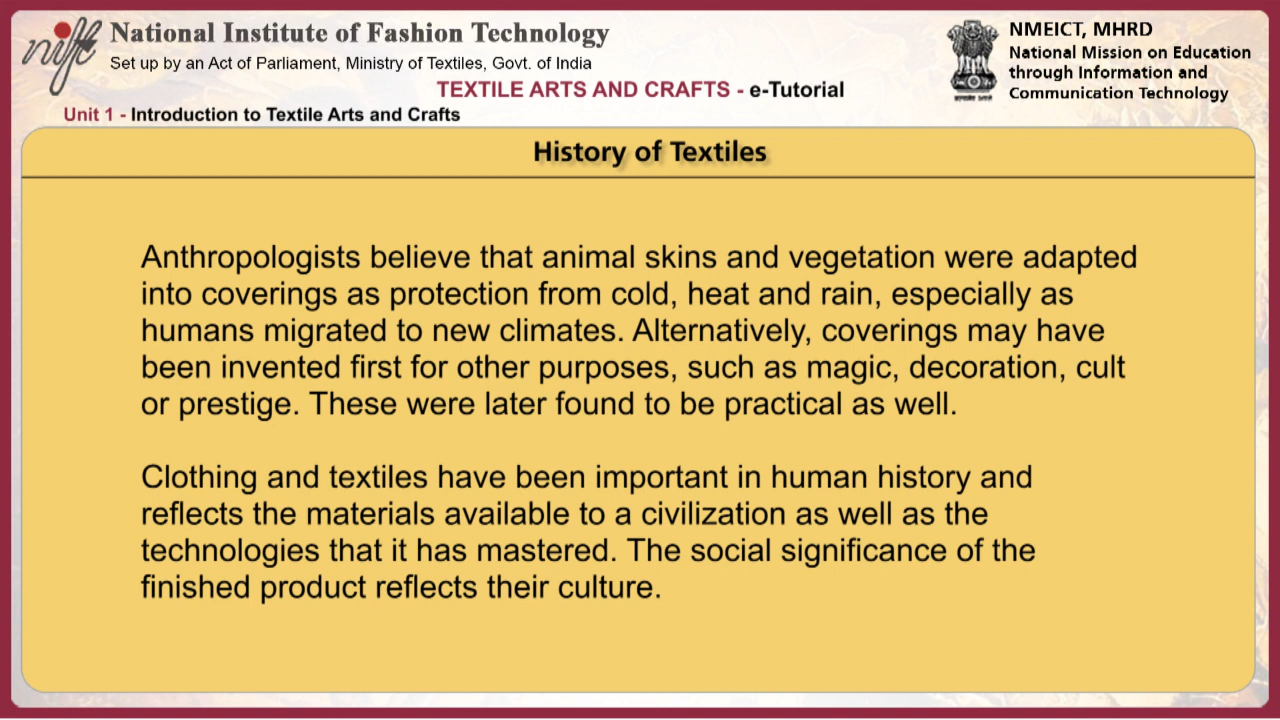 nift
National Institute of Fashion Technology
Set up by an Act of Parliament, Ministry of Textiles, Govt. of India
TEXTILE ARTS AND CRAFTS - e-Tutorial
Unit 1 - Introduction to Textile Arts and Crafts
NMEICT, MHRD
National Mission on Education
through Information and
Communication Technology
History of Textiles
Anthropologists believe that animal skins and vegetation were adapted
into coverings as protection from cold, heat and rain, especially as
humans migrated to new climates. Alternatively, coverings may have
been invented first for other purposes, such as magic, decoration, cult
or prestige. These were later found to be practical as well.
Clothing and textiles have been important in human history and
reflects the materials available to a civilization as well as the
technologies that it has mastered. The social significance of the
finished product reflects their culture.